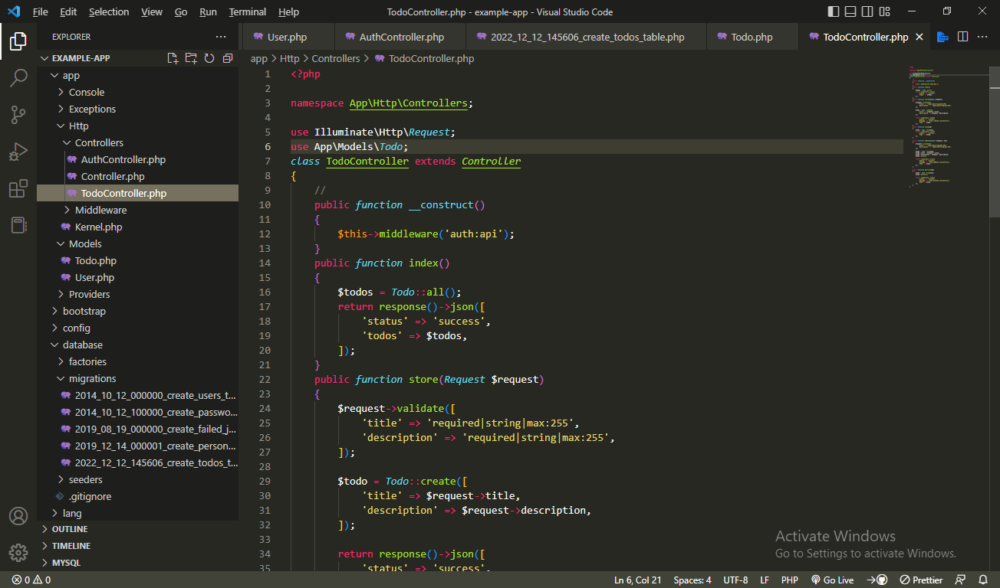 File Edit Selection View Go Run Terminal Help
TodoController.php - example-app - Visual Studio Code
EXPLORER
User.php
AuthController.php
2022_12_12_145606_create_todos_table.php
Todo.php
TodoController.php
EXAMPLE-APP
app > Http > Controllers > TodoController.php
app
Console
Exceptions
Http
Controllers
AuthController.php
Controller.php
TodoController.php
Middleware
Kernel.php
Models
Todo.php
User.php
Providers
bootstrap
config
database
factories
migrations
2014_10_12_000000_create_users_t...
2014_10_12_100000_create_passwo...
2019_08_19_000000_create_failed_j...
2019_12_14_000001_create_person...
2022_12_12_145606_create_todos_t...
seeders
.gitignore
lang
OUTLINE
TIMELINE
MYSQL
1 <?php
2
3 namespace App\Http\Controllers;
4
5 use Illuminate\Http\Request;
6 use App\Models\Todo;
7 class TodoController extends Controller
8 {
9 //
10 public function __construct()
11 {
12 $this->middleware('auth:api');
13 }
14 public function index()
15 {
16 $todos = Todo::all();
17 return response()->json([
18 'status' => 'success',
19 'todos' => $todos,
20 ]);
21 }
22 public function store(Request $request)
23 {
24 $request->validate([
25 'title' => 'required|string|max:255',
26 'description' => 'required|string|max:255',
27 ]);
28
29 $todo = Todo::create([
30 'title' => $request->title,
31 'description' => $request->description,
32 ]);
33
34 return response()->json([
35 'status' => 'success',
Activate Windows
Go to Settings to activate Windows.
0 0
Ln 6, Col 21 Spaces: 4 UTF-8 LF PHP Go Live Prettier